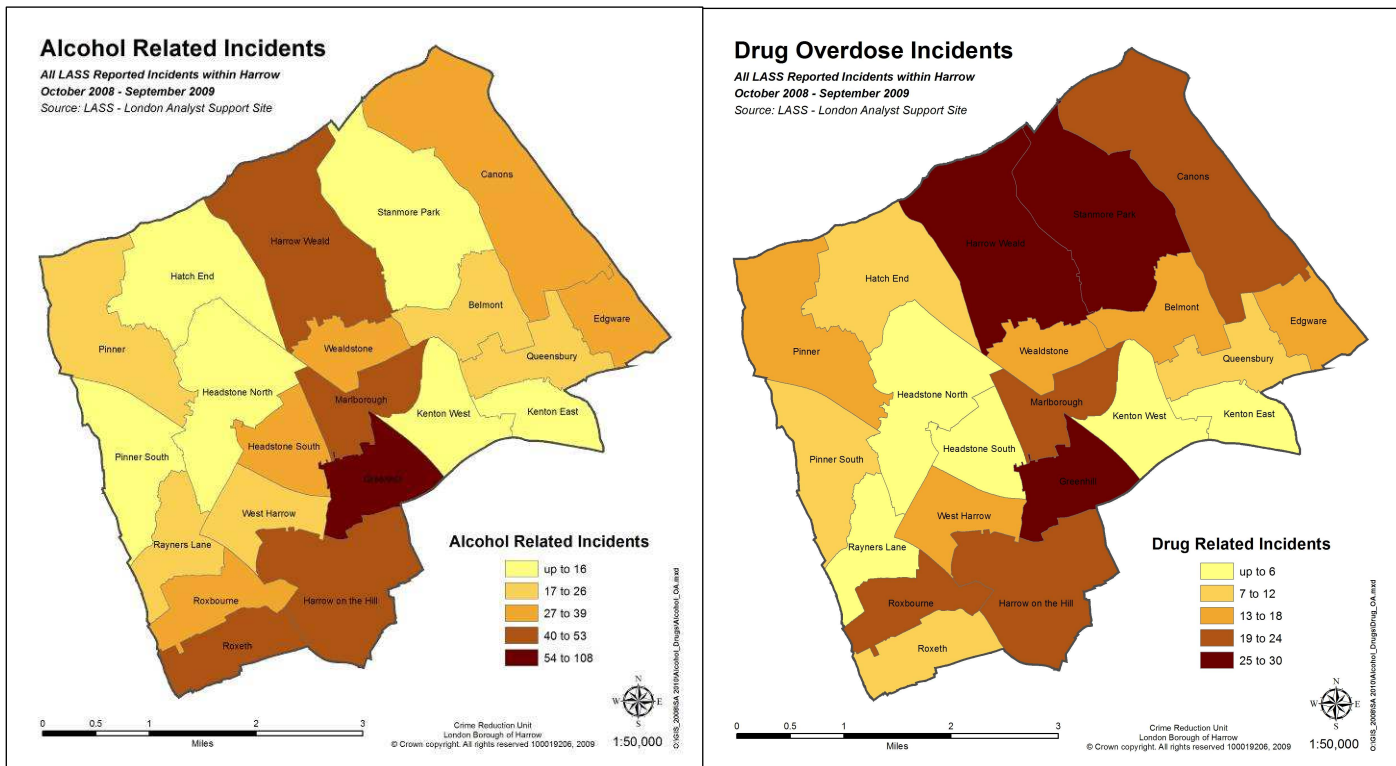 Alcohol Related Incidents
All LASS Reported Incidents within Harrow
October 2008 - September 2009
Source: LASS - London Analyst Support Site
Canons
Stanmore Park
Harrow Weald
Hatch End
Belmont
Edgware
Pinner
Wealdstone
Queensbury
Headstone North
Marlborough
Kenton West
Kenton East
Headstone South
Pinner South
Greenhill
West Harrow
Rayners Lane
Roxbourne
Harrow on the Hill
Roxeth
Alcohol Related Incidents
up to 16
17 to 26
27 to 39
40 to 53
54 to 108
N
W E
S
0 0.5 1 2 3
Miles
Crime Reduction Unit
London Borough of Harrow
© Crown copyright. All rights reserved 100019206, 2009
1:50,000
Drug Overdose Incidents
All LASS Reported Incidents within Harrow
October 2008 - September 2009
Source: LASS - London Analyst Support Site
Canons
Stanmore Park
Harrow Weald
Hatch End
Belmont
Edgware
Pinner
Wealdstone
Queensbury
Headstone North
Marlborough
Kenton West
Kenton East
Headstone South
Pinner South
Greenhill
West Harrow
Rayners Lane
Roxbourne
Harrow on the Hill
Roxeth
Drug Related Incidents
up to 6
7 to 12
13 to 18
19 to 24
25 to 30
N
W E
S
0 0.5 1 2 3
Miles
Crime Reduction Unit
London Borough of Harrow
© Crown copyright. All rights reserved 100019206, 2009
1:50,000